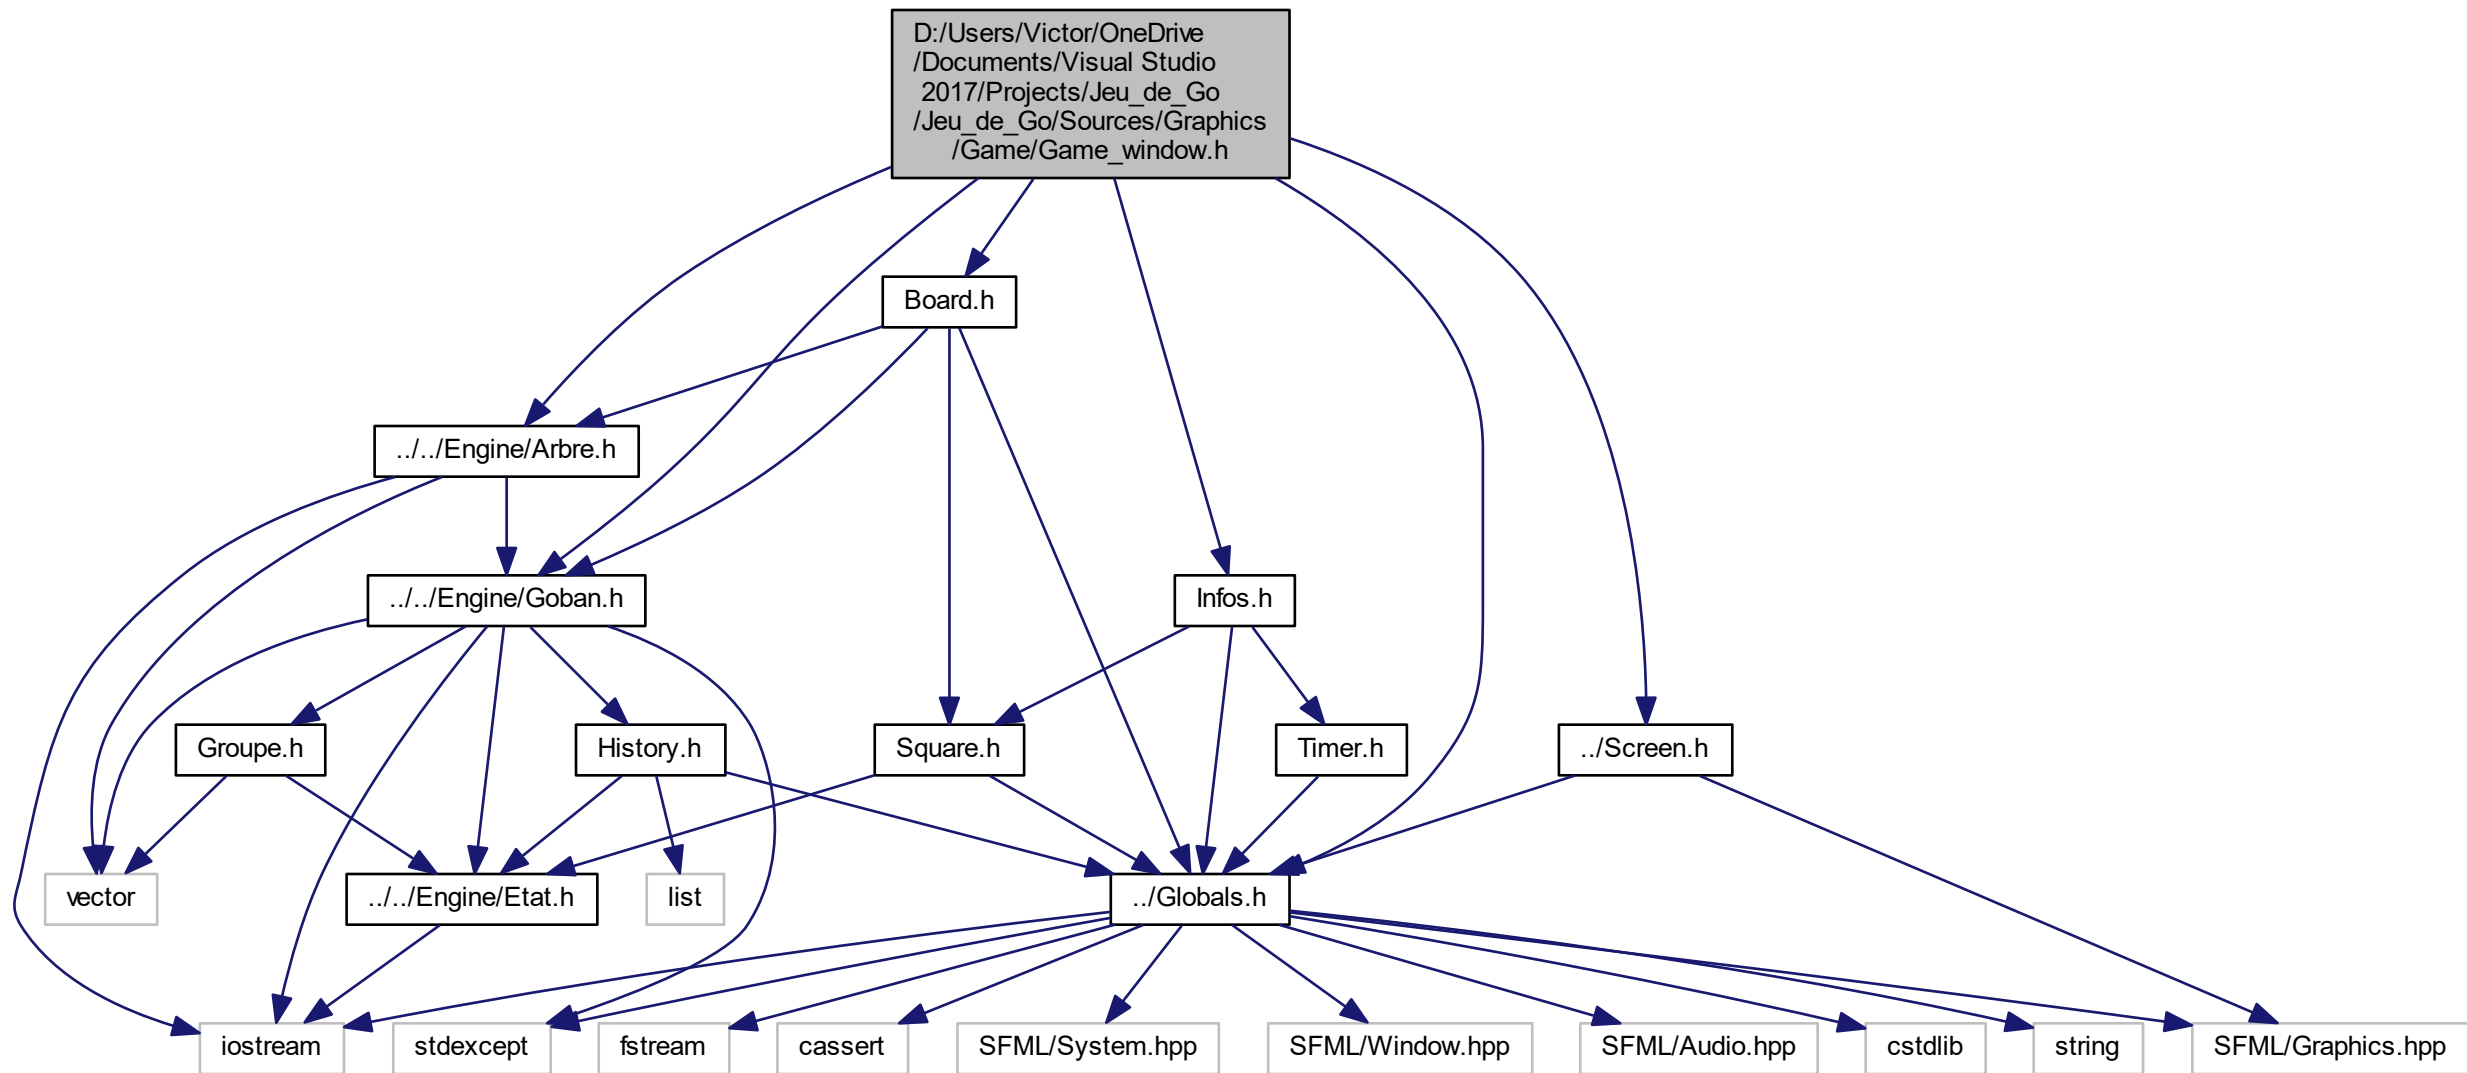 D:/Users/Victor/OneDrive
/Documents/Visual Studio
2017/Projects/Jeu_de_Go
/Jeu_de_Go/Sources/Graphics
/Game/Game_window.h
Board.h
../../Engine/Arbre.h
../../Engine/Goban.h
Infos.h
Groupe.h
History.h
Square.h
Timer.h
../Screen.h
vector
../../Engine/Etat.h
list
../Globals.h
iostream
stdexcept
fstream
cassert
SFML/System.hpp
SFML/Window.hpp
SFML/Audio.hpp
cstdlib
string
SFML/Graphics.hpp